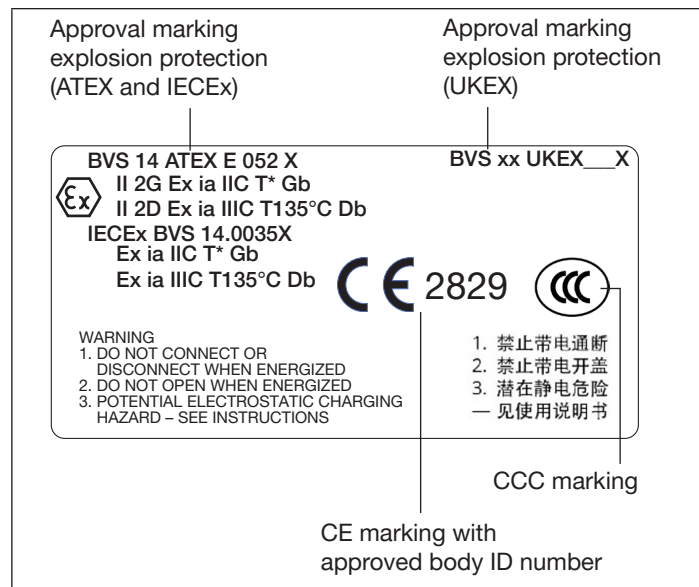 Approval marking
explosion protection
(ATEX and IECEx)
Approval marking
explosion protection
(UKEX)
BVS 14 ATEX E 052 X
BVS xx UKEX___X
Ex
II 2G Ex ia IIC T* Gb
II 2D Ex ia IIIC T135°C Db
IECEx BVS 14.0035X
Ex ia IIC T* Gb
Ex ia IIIC T135°C Db
CE 2829
CCC
WARNING
1. DO NOT CONNECT OR
DISCONNECT WHEN ENERGIZED
2. DO NOT OPEN WHEN ENERGIZED
3. POTENTIAL ELECTROSTATIC CHARGING
HAZARD – SEE INSTRUCTIONS
1. 禁止带电通断
2. 禁止带电开盖
3. 潜在静电危险
— 见使用说明书
CCC marking
CE marking with
approved body ID number